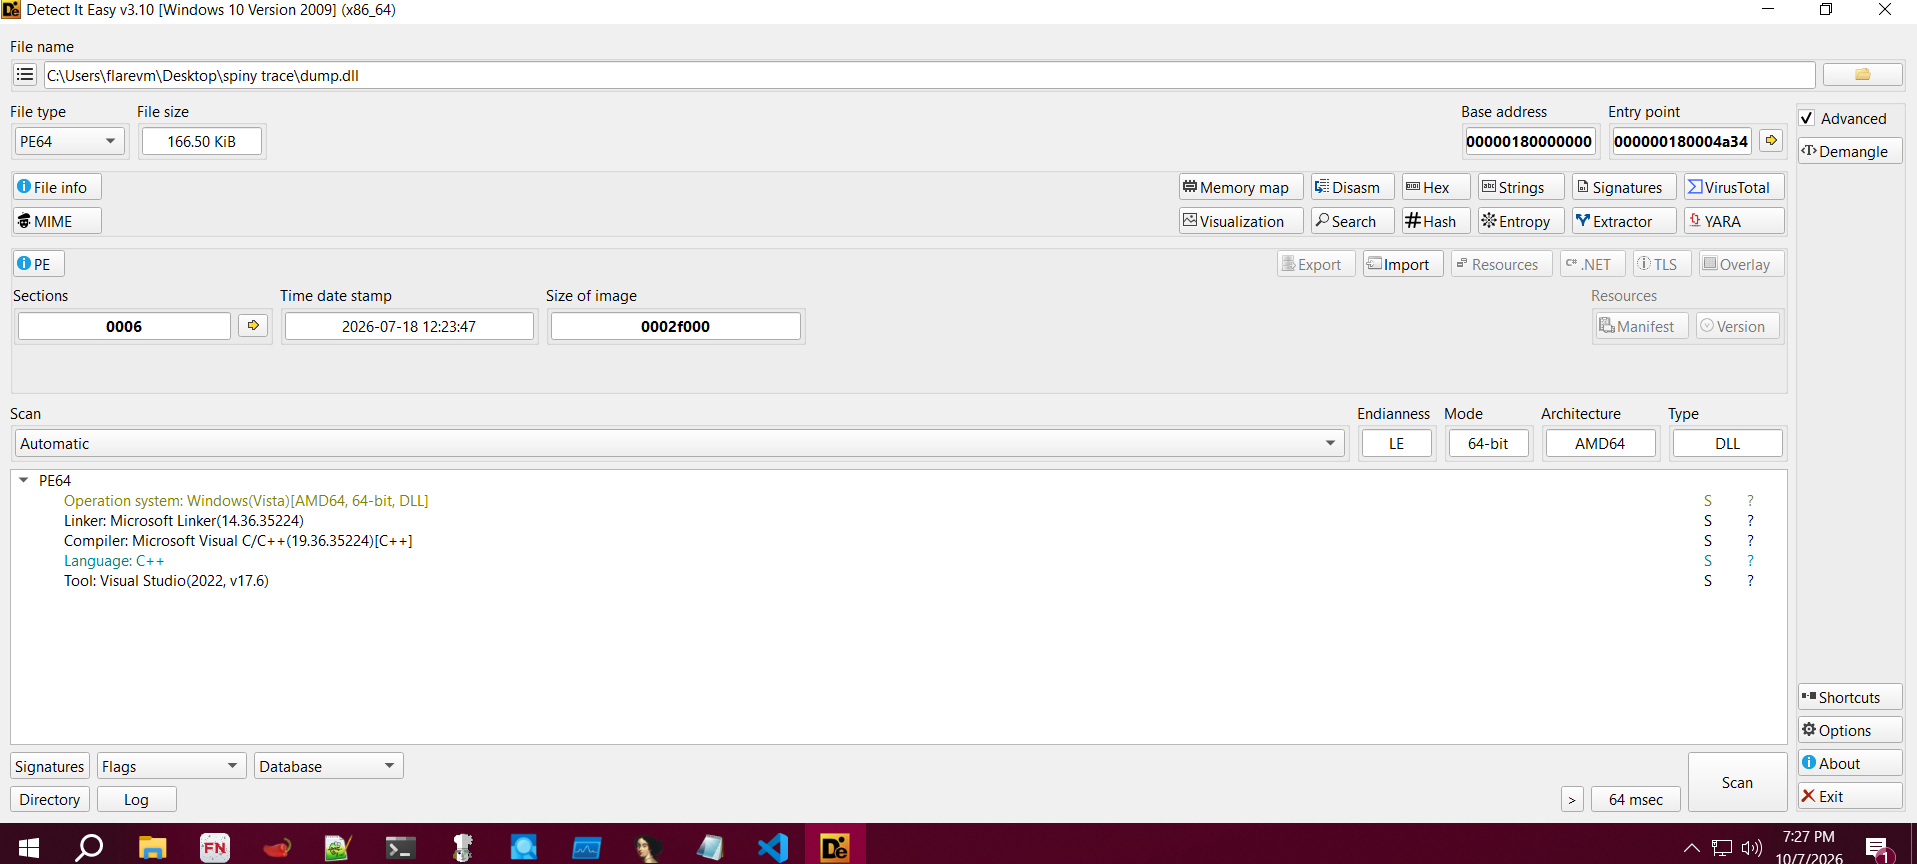 Detect It Easy v3.10 [Windows 10 Version 2009] (x86_64)
File name
C:\Users\flarevm\Desktop\spiny trace\dump.dll
File type File size Base address Entry point
Advanced
PE64 166.50 KiB 00000180000000 000000180004a34
Demangle
File info Memory map Disasm Hex Strings Signatures VirusTotal
MIME Visualization Search Hash Entropy Extractor YARA
PE Export Import Resources .NET TLS Overlay
Sections Time date stamp Size of image Resources
0006 2026-07-18 12:23:47 0002f000 Manifest Version
Scan Endianness Mode Architecture Type
Automatic LE 64-bit AMD64 DLL
PE64
Operation system: Windows(Vista)[AMD64, 64-bit, DLL] S ?
Linker: Microsoft Linker(14.36.35224) S ?
Compiler: Microsoft Visual C/C++(19.36.35224)[C++] S ?
Language: C++ S ?
Tool: Visual Studio(2022, v17.6) S ?
Shortcuts
Options
Signatures Flags Database
About
Scan
Directory Log > 64 msec
Exit
FN De 7:27 PM
10/7/2026 1